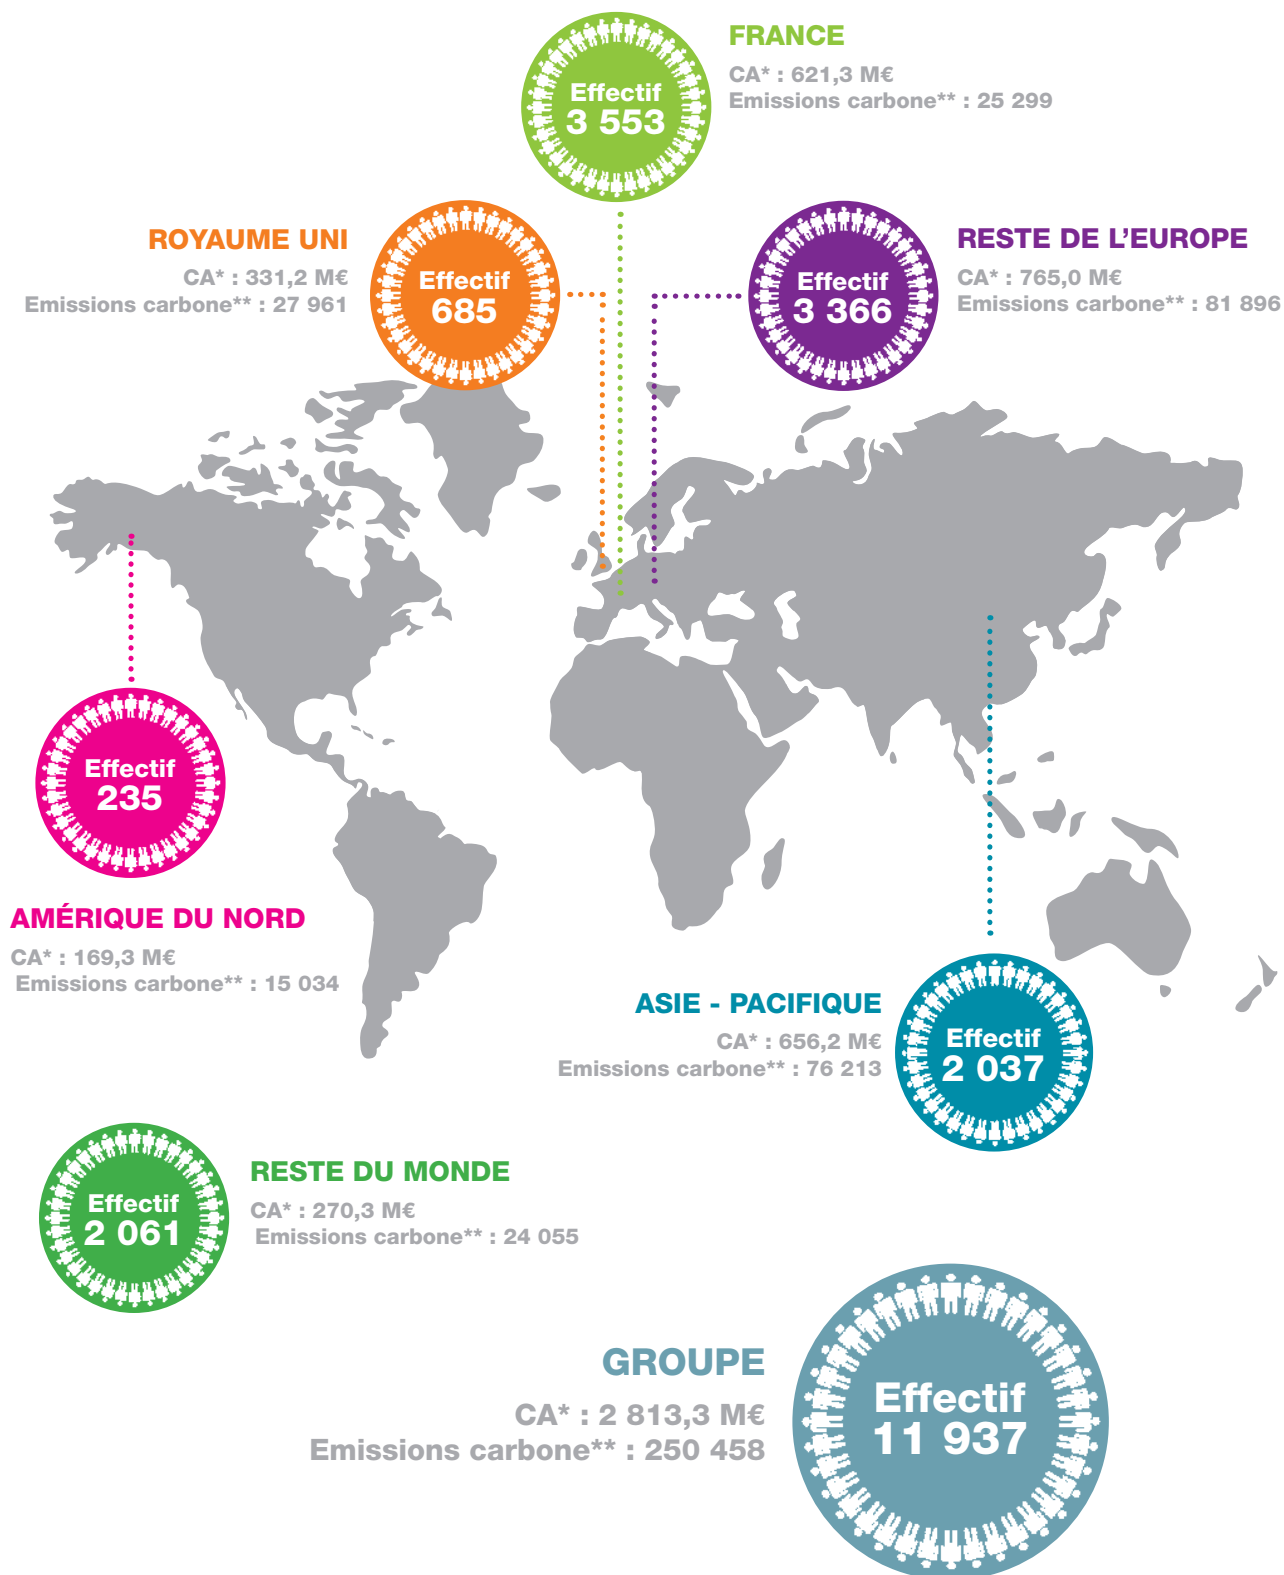 Effectif
3 553
FRANCE
CA* : 621,3 M€
Emissions carbone** : 25 299
ROYAUME UNI
CA* : 331,2 M€
Emissions carbone** : 27 961
Effectif
685
Effectif
3 366
RESTE DE L’EUROPE
CA* : 765,0 M€
Emissions carbone** : 81 896
Effectif
235
AMÉRIQUE DU NORD
CA* : 169,3 M€
Emissions carbone** : 15 034
ASIE - PACIFIQUE
CA* : 656,2 M€
Emissions carbone** : 76 213
Effectif
2 037
Effectif
2 061
RESTE DU MONDE
CA* : 270,3 M€
Emissions carbone** : 24 055
GROUPE
CA* : 2 813,3 M€
Emissions carbone** : 250 458
Effectif
11 937